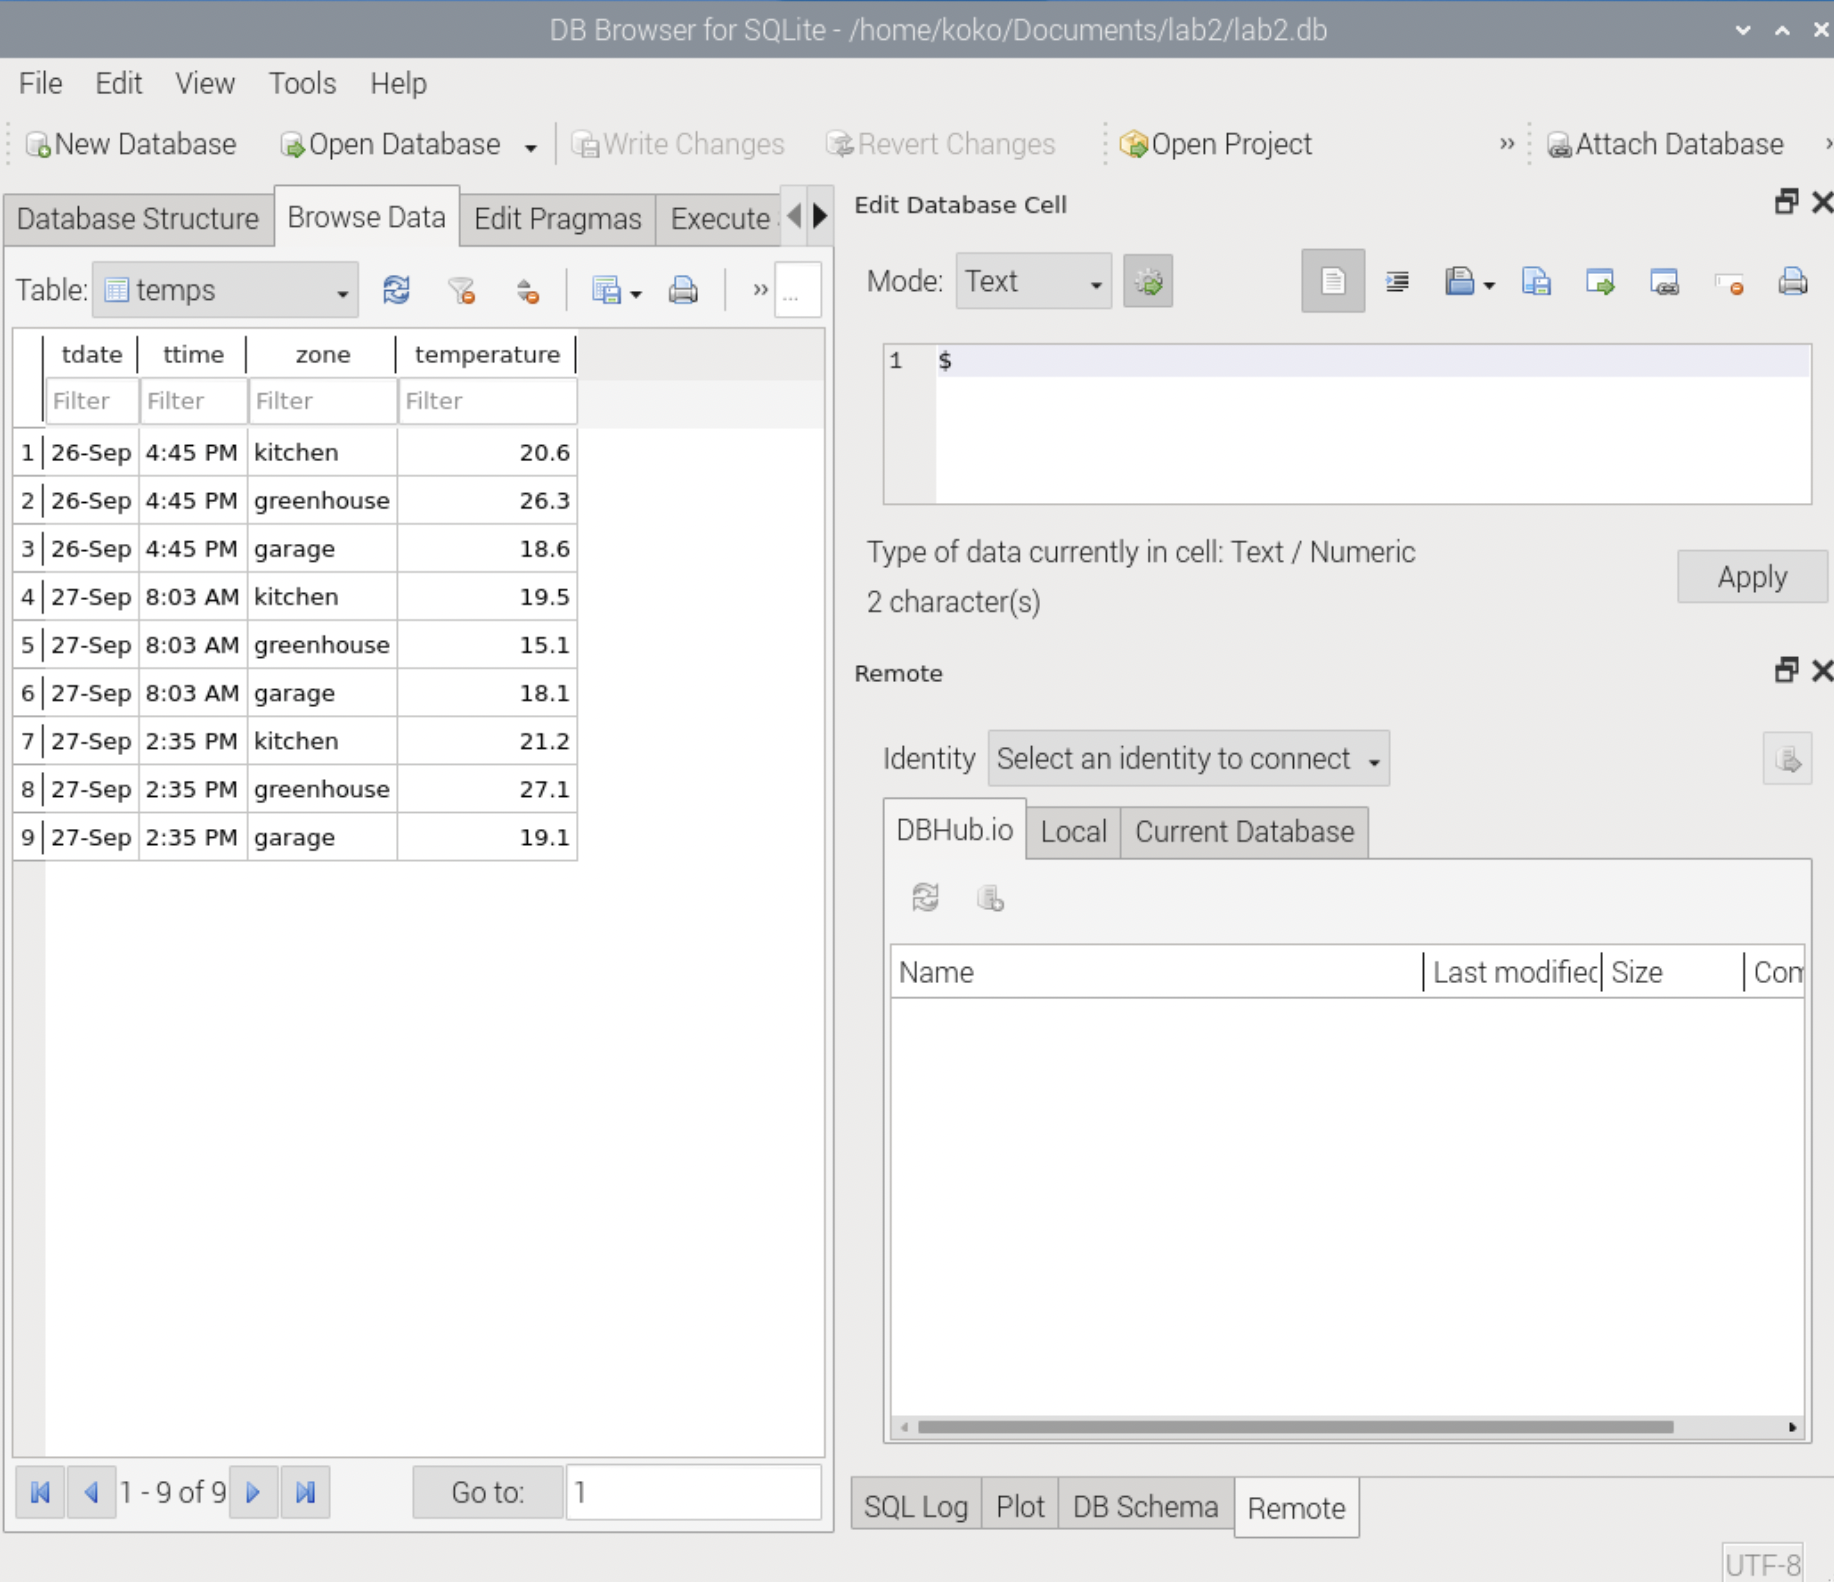 DB Browser for SQLite - /home/koko/Documents/lab2/lab2.db
File Edit View Tools Help
New Database Open Database Write Changes Revert Changes Open Project » Attach Database
Database Structure Browse Data Edit Pragmas Execute
Table: temps » ...
tdate ttime zone temperature
Filter Filter Filter Filter
1 26-Sep 4:45 PM kitchen 20.6
2 26-Sep 4:45 PM greenhouse 26.3
3 26-Sep 4:45 PM garage 18.6
4 27-Sep 8:03 AM kitchen 19.5
5 27-Sep 8:03 AM greenhouse 15.1
6 27-Sep 8:03 AM garage 18.1
7 27-Sep 2:35 PM kitchen 21.2
8 27-Sep 2:35 PM greenhouse 27.1
9 27-Sep 2:35 PM garage 19.1
1 - 9 of 9 Go to: 1
Edit Database Cell
Mode: Text
1 $
Type of data currently in cell: Text / Numeric
2 character(s)
Apply
Remote
Identity Select an identity to connect
DBHub.io Local Current Database
Name Last modified Size Com
SQL Log Plot DB Schema Remote
UTF-8